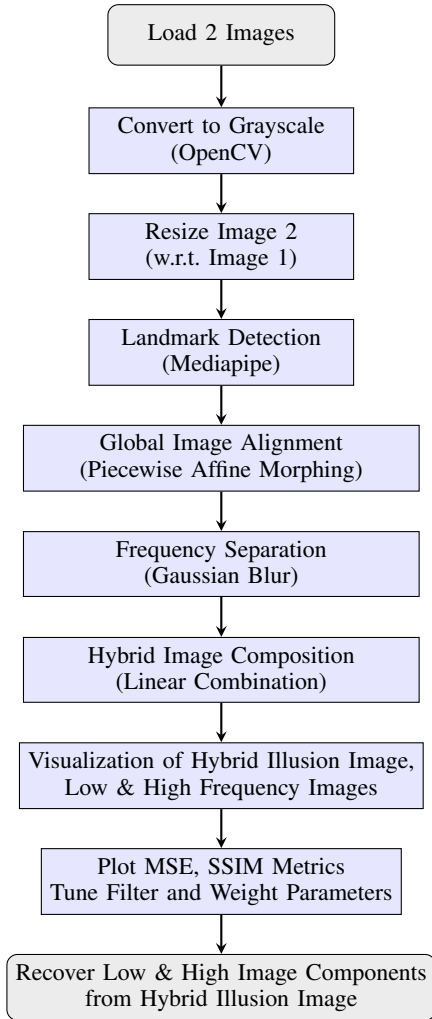 Load 2 Images
Convert to Grayscale
(OpenCV)
Resize Image 2
(w.r.t. Image 1)
Landmark Detection
(Mediapipe)
Global Image Alignment
(Piecewise Affine Morphing)
Frequency Separation
(Gaussian Blur)
Hybrid Image Composition
(Linear Combination)
Visualization of Hybrid Illusion Image,
Low & High Frequency Images
Plot MSE, SSIM Metrics
Tune Filter and Weight Parameters
Recover Low & High Image Components
from Hybrid Illusion Image